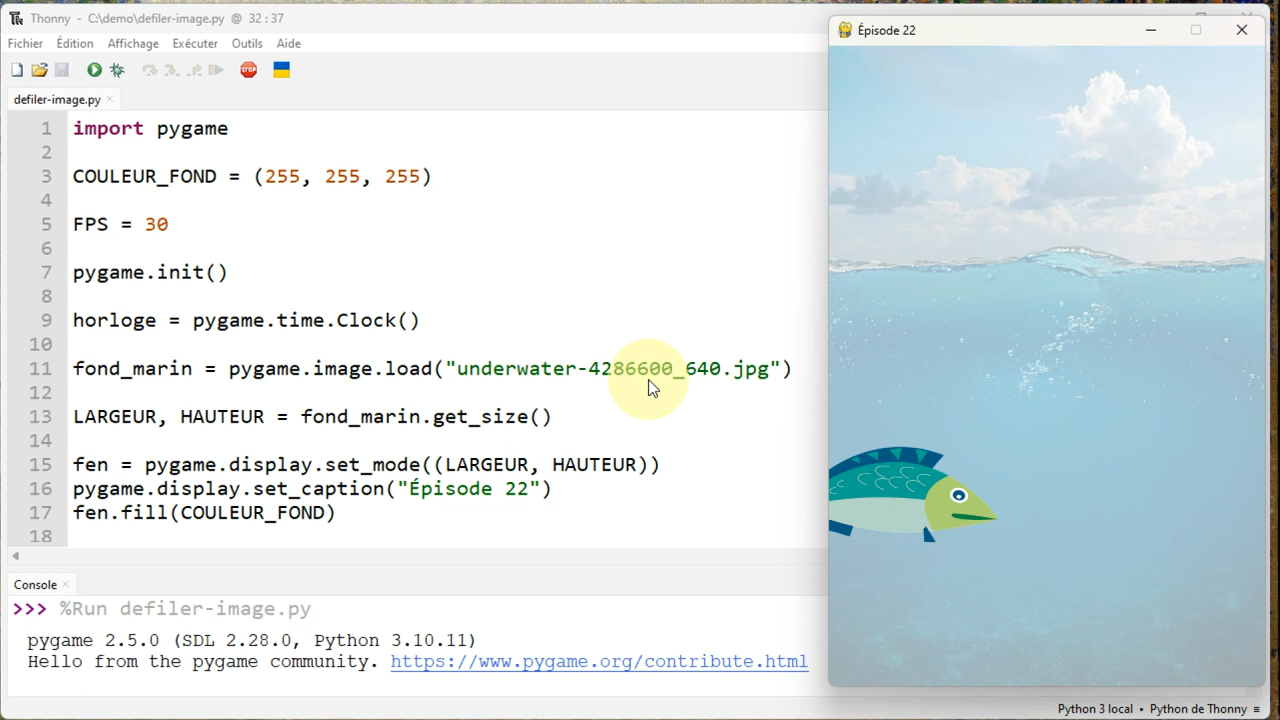 Thonny - C:\demo\defiler-image.py @ 32 : 37
Fichier Édition Affichage Exécuter Outils Aide
STOP
defiler-image.py ×
1 import pygame
2
3 COULEUR_FOND = (255, 255, 255)
4
5 FPS = 30
6
7 pygame.init()
8
9 horloge = pygame.time.Clock()
10
11 fond_marin = pygame.image.load("underwater-4286600_640.jpg")
12
13 LARGEUR, HAUTEUR = fond_marin.get_size()
14
15 fen = pygame.display.set_mode((LARGEUR, HAUTEUR))
16 pygame.display.set_caption("Épisode 22")
17 fen.fill(COULEUR_FOND)
18
Console ×
>>> %Run defiler-image.py
pygame 2.5.0 (SDL 2.28.0, Python 3.10.11)
Hello from the pygame community. https://www.pygame.org/contribute.html
Épisode 22
Python 3 local • Python de Thonny ≡